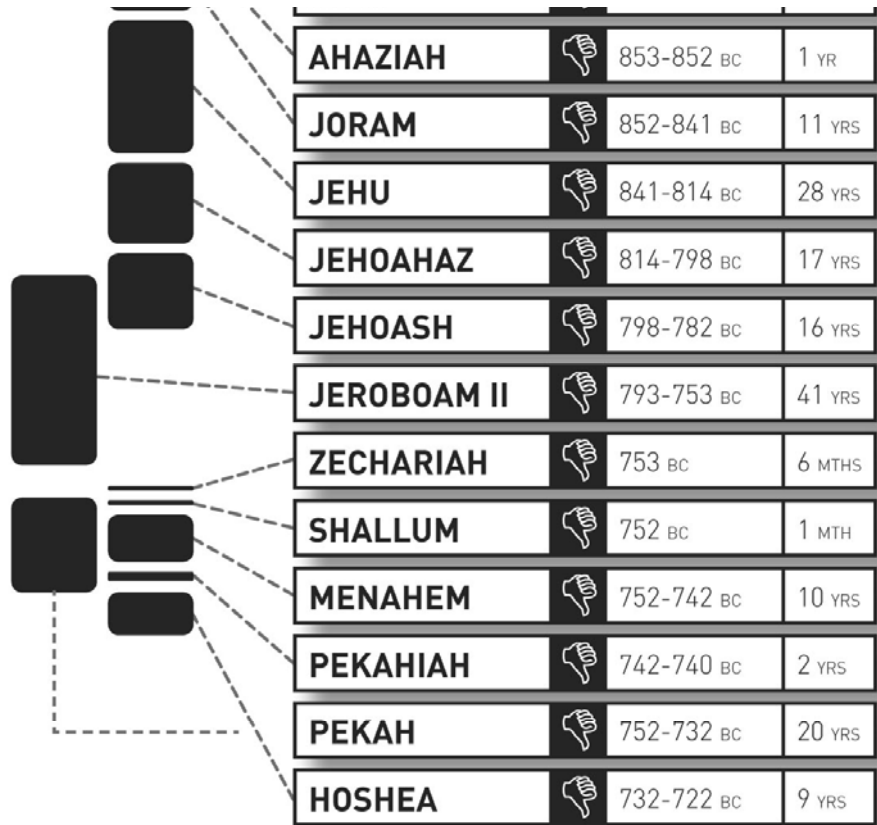 AHAZIAH 853-852 BC 1 YR
JORAM 852-841 BC 11 YRS
JEHU 841-814 BC 28 YRS
JEHOAHAZ 814-798 BC 17 YRS
JEHOASH 798-782 BC 16 YRS
JEROBOAM II 793-753 BC 41 YRS
ZECHARIAH 753 BC 6 MTHS
SHALLUM 752 BC 1 MTH
MENAHEM 752-742 BC 10 YRS
PEKAHIAH 742-740 BC 2 YRS
PEKAH 752-732 BC 20 YRS
HOSHEA 732-722 BC 9 YRS